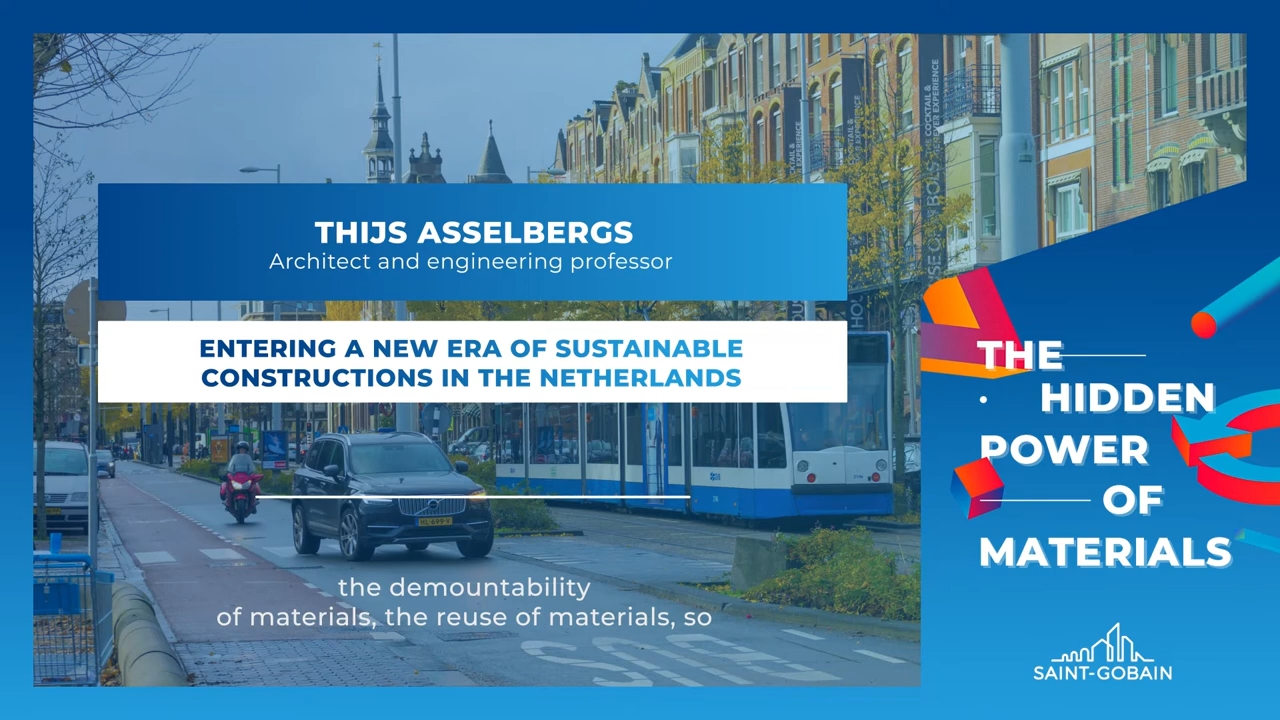 THIJS ASSELBERGS
Architect and engineering professor
ENTERING A NEW ERA OF SUSTAINABLE
CONSTRUCTIONS IN THE NETHERLANDS
the demountability
of materials, the reuse of materials, so
THE
HIDDEN
POWER
OF
MATERIALS
SAINT-GOBAIN
COCKTAIL &